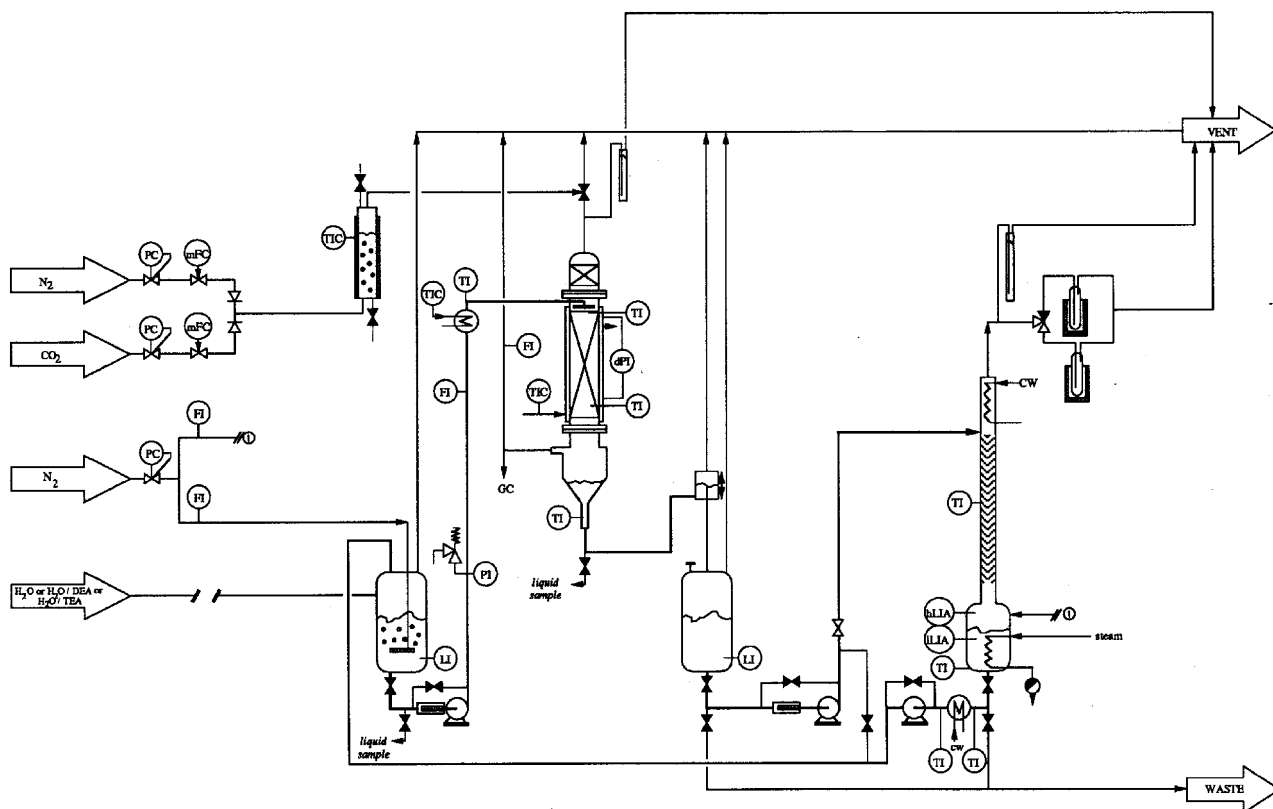 VENT
TIC
PC
mFC
N₂
TI
TIC
TI
PC
mFC
CO₂
FI
dPI
CW
FI
TIC
TI
FI
①
PC
N₂
GC
FI
TI
TI
liquid
sample
PI
H₂O or H₂O / DEA or
H₂O / TEA
hLIA
①
lLIA
steam
LI
LI
TI
liquid
sample
cw
TI
TI
WASTE